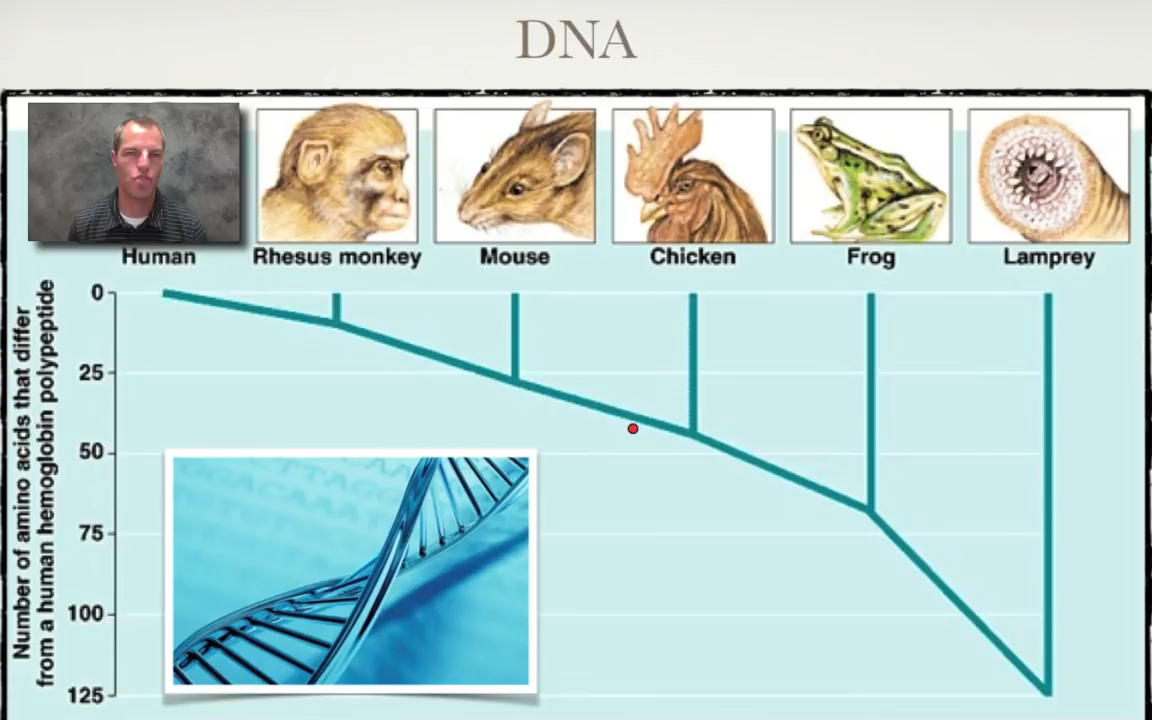 DNA
Human
Rhesus monkey
Mouse
Chicken
Frog
Lamprey
Number of amino acids that differ
from a human hemoglobin polypeptide
0
25
50
75
100
125